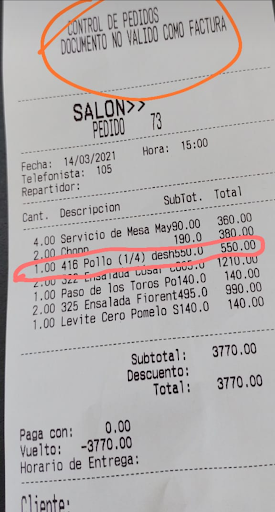 CONTROL DE PEDIDOS
DOCUMENTO NO VALIDO COMO FACTURA
SALON>>
PEDIDO 73
Fecha: 14/03/2021 Hora: 15:00
Telefonista: 105
Repartidor:
Cant. Descripcion SubTot. Total
4.00 Servicio de Mesa May90.00 360.00
2.00 Chopp 190.0 380.00
1.00 416 Pollo (1/4) desh550.0 550.00
2.00 322 Ensalada Cesar 605.0 1210.00
1.00 Paso de los Toros Po140.0 140.00
2.00 325 Ensalada Fiorent495.0 990.00
1.00 Levite Cero Pomelo S140.0 140.00
Subtotal: 3770.00
Descuento:
Total: 3770.00
Paga con: 0.00
Vuelto: -3770.00
Horario de Entrega:
Cliente: